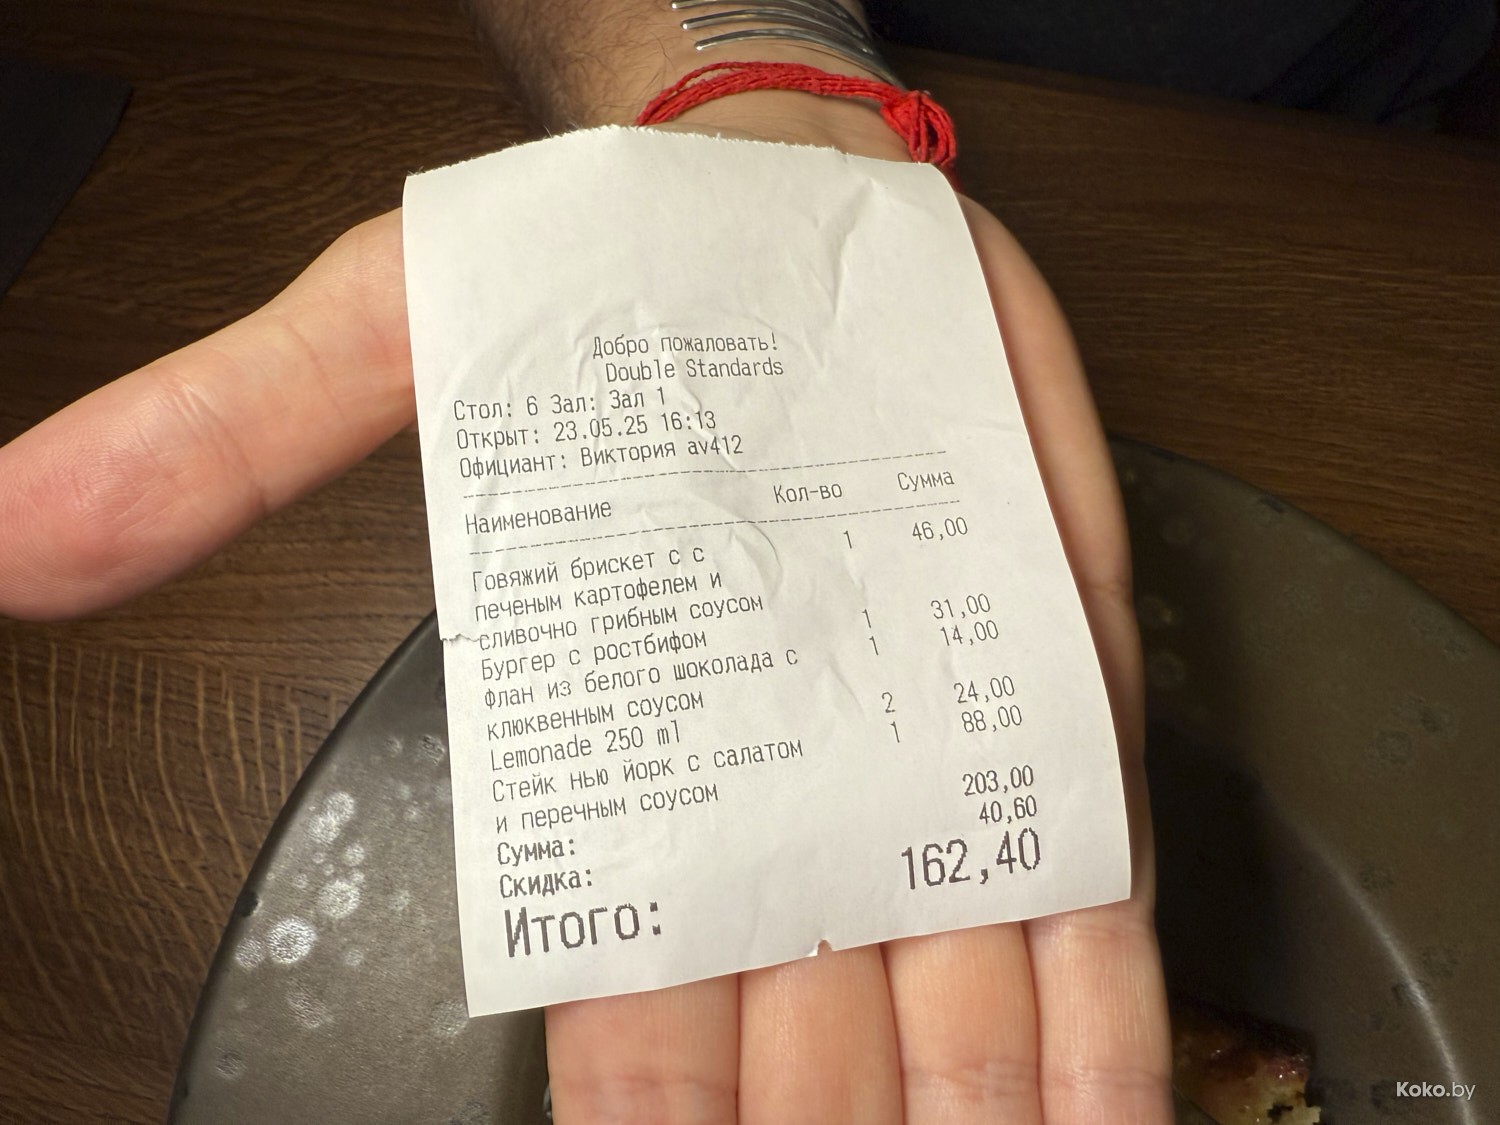 Добро пожаловать!
Double Standards
Стол: 6 Зал: Зал 1
Открыт: 23.05.25 16:13
Официант: Виктория av412
Наименование Кол-во Сумма
Говяжий брискет с с 1 46,00
печеным картофелем и
сливочно грибным соусом
Бургер с ростбифом 1 31,00
Флан из белого шоколада с 1 14,00
клюквенным соусом
Lemonade 250 ml 2 24,00
Стейк нью йорк с салатом 1 88,00
и перечным соусом
Сумма: 203,00
Скидка: 40,60
Итого: 162,40
Koko.by